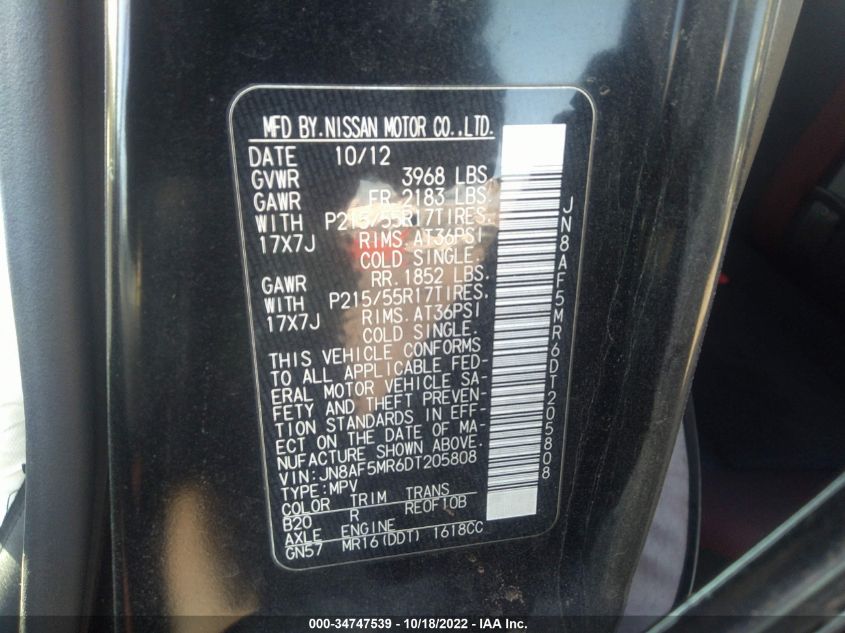 MFD BY.NISSAN MOTOR CO.,LTD.
DATE 10/12
GVWR 3968 LBS.
GAWR FR.2183 LBS.
WITH P215/55R17TIRES.
17X7J RIMS.AT36PSI
COLD SINGLE.
GAWR RR.1852 LBS.
WITH P215/55R17TIRES.
17X7J RIMS.AT36PSI
COLD SINGLE.
THIS VEHICLE CONFORMS
TO ALL APPLICABLE FED-
ERAL MOTOR VEHICLE SA-
FETY AND THEFT PREVEN-
TION STANDARDS IN EFF-
ECT ON THE DATE OF MA-
NUFACTURE SHOWN ABOVE.
VIN:JN8AF5MR6DT205808
TYPE:MPV
COLOR TRIM TRANS
B20 R REOF10B
AXLE ENGINE
GN57 MR16(DDT) 1618CC
JN8AF5MR6DT205808
000-34747539 - 10/18/2022 - IAA Inc.